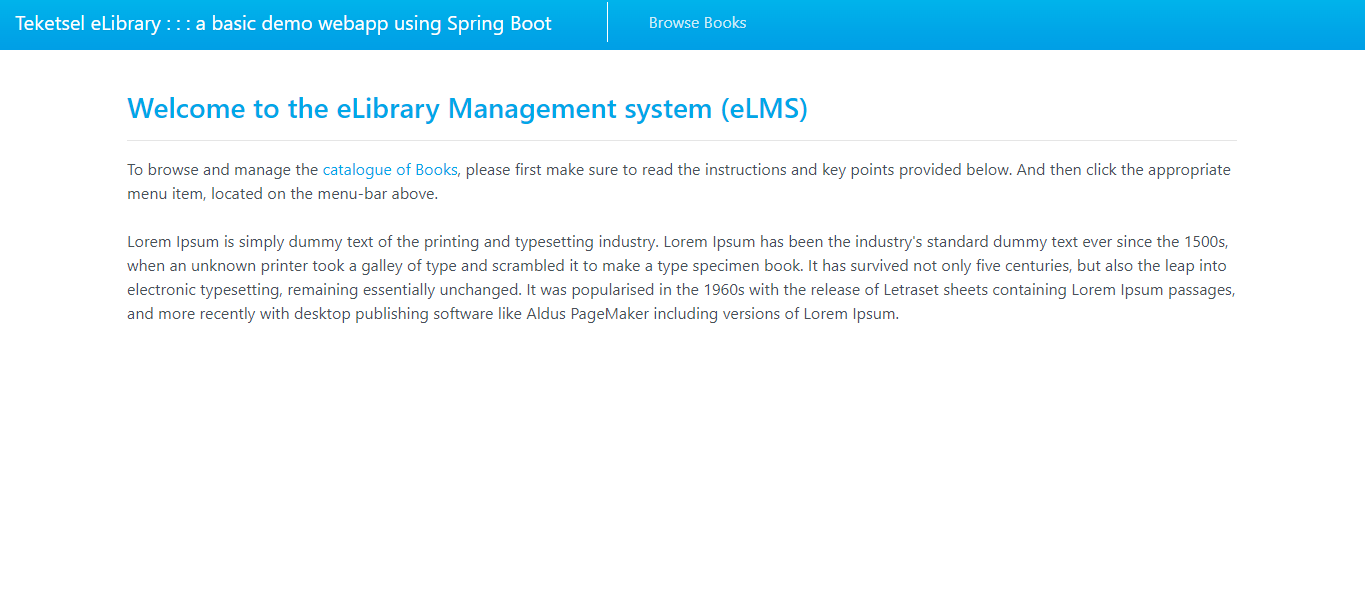 Teketsel eLibrary : : : a basic demo webapp using Spring Boot
Browse Books
Welcome to the eLibrary Management system (eLMS)
To browse and manage the catalogue of Books, please first make sure to read the instructions and key points provided below. And then click the appropriate
menu item, located on the menu-bar above.
Lorem Ipsum is simply dummy text of the printing and typesetting industry. Lorem Ipsum has been the industry's standard dummy text ever since the 1500s,
when an unknown printer took a galley of type and scrambled it to make a type specimen book. It has survived not only five centuries, but also the leap into
electronic typesetting, remaining essentially unchanged. It was popularised in the 1960s with the release of Letraset sheets containing Lorem Ipsum passages,
and more recently with desktop publishing software like Aldus PageMaker including versions of Lorem Ipsum.